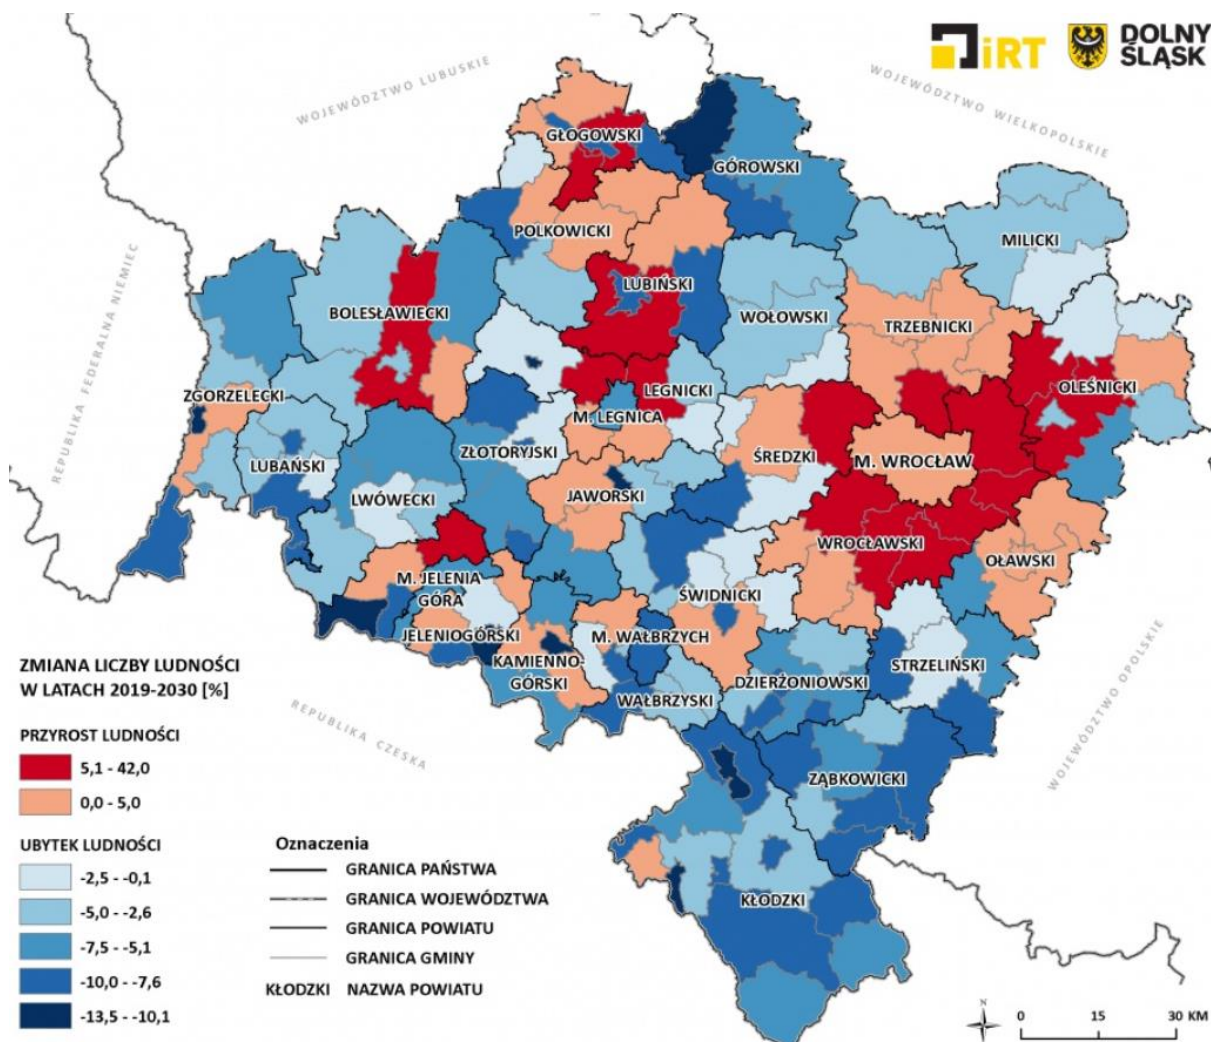 iRT
DOLNY
ŚLĄSK
WOJEWÓDZTWO LUBUSKIE
WOJEWÓDZTWO WIELKOPOLSKIE
REPUBLIKA FEDERALNA NIEMIEC
GŁOGOWSKI
GÓROWSKI
POLKOWICKI
MILICKI
LUBIŃSKI
BOLESŁAWIECKI
WOŁOWSKI
TRZEBNICKI
ZGORZELECKI
LEGNICKI
OLEŚNICKI
M. LEGNICA
ZŁOTORYJSKI
ŚREDZKI
M. WROCŁAW
LUBAŃSKI
LWÓWECKI
JAWORSKI
WROCŁAWSKI
OŁAWSKI
M. JELENIA
GÓRA
ŚWIDNICKI
JELENIOGÓRSKI
M. WAŁBRZYCH
KAMIENNO-
GÓRSKI
STRZELIŃSKI
DZIERŻONIOWSKI
WAŁBRZYSKI
ZĄBKOWICKI
KŁODZKI
REPUBLIKA CZESKA
WOJEWÓDZTWO OPOLSKIE
ZMIANA LICZBY LUDNOŚCI
W LATACH 2019-2030 [%]
PRZYROST LUDNOŚCI
5,1 - 42,0
0,0 - 5,0
UBYTEK LUDNOŚCI
-2,5 - -0,1
-5,0 - -2,6
-7,5 - -5,1
-10,0 - -7,6
-13,5 - -10,1
Oznaczenia
GRANICA PAŃSTWA
GRANICA WOJEWÓDZTWA
GRANICA POWIATU
GRANICA GMINY
KŁODZKI NAZWA POWIATU
N
0 15 30 KM